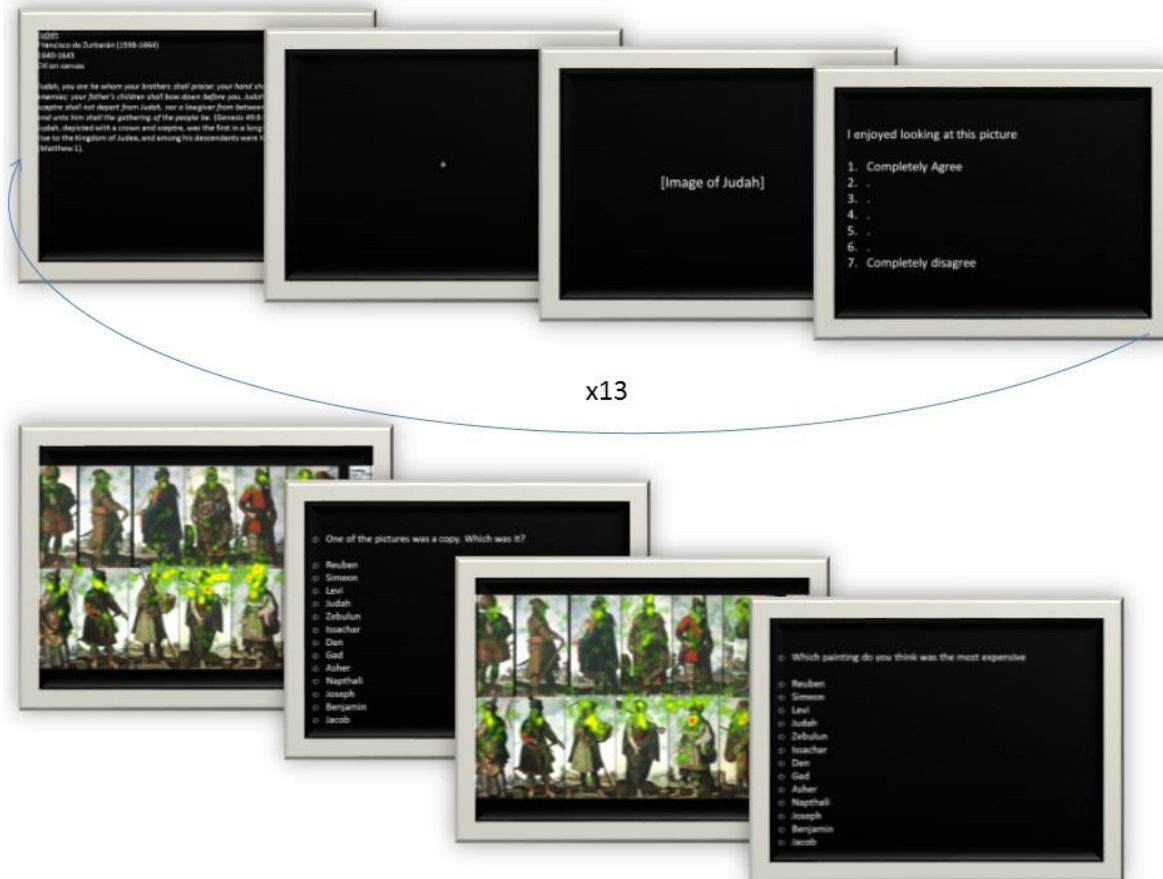 Judah
Francisco de Zurbarán (1598-1664)
1640-1645
Oil on canvas
Judah, you are he whom your brothers shall praise: your hand
enemies; your father's children shall bow down before you. Judah
sceptre shall not depart from Judah, nor a lawgiver from between
and unto him shall the gathering of the people be. (Genesis 49:8-
Judah, depicted with a crown and sceptre, was the first in a long
rise to the Kingdom of Judea, and among his descendants were
(Matthew 1).
+
[Image of Judah]
I enjoyed looking at this picture
1. Completely Agree
2. .
3. .
4. .
5. .
6. .
7. Completely disagree
x13
One of the pictures was a copy. Which was it?
Reuben
Simeon
Levi
Judah
Zebulun
Issachar
Dan
Gad
Asher
Napthali
Joseph
Benjamin
Jacob
Which painting do you think was the most expensive
Reuben
Simeon
Levi
Judah
Zebulun
Issachar
Dan
Gad
Asher
Napthali
Joseph
Benjamin
Jacob